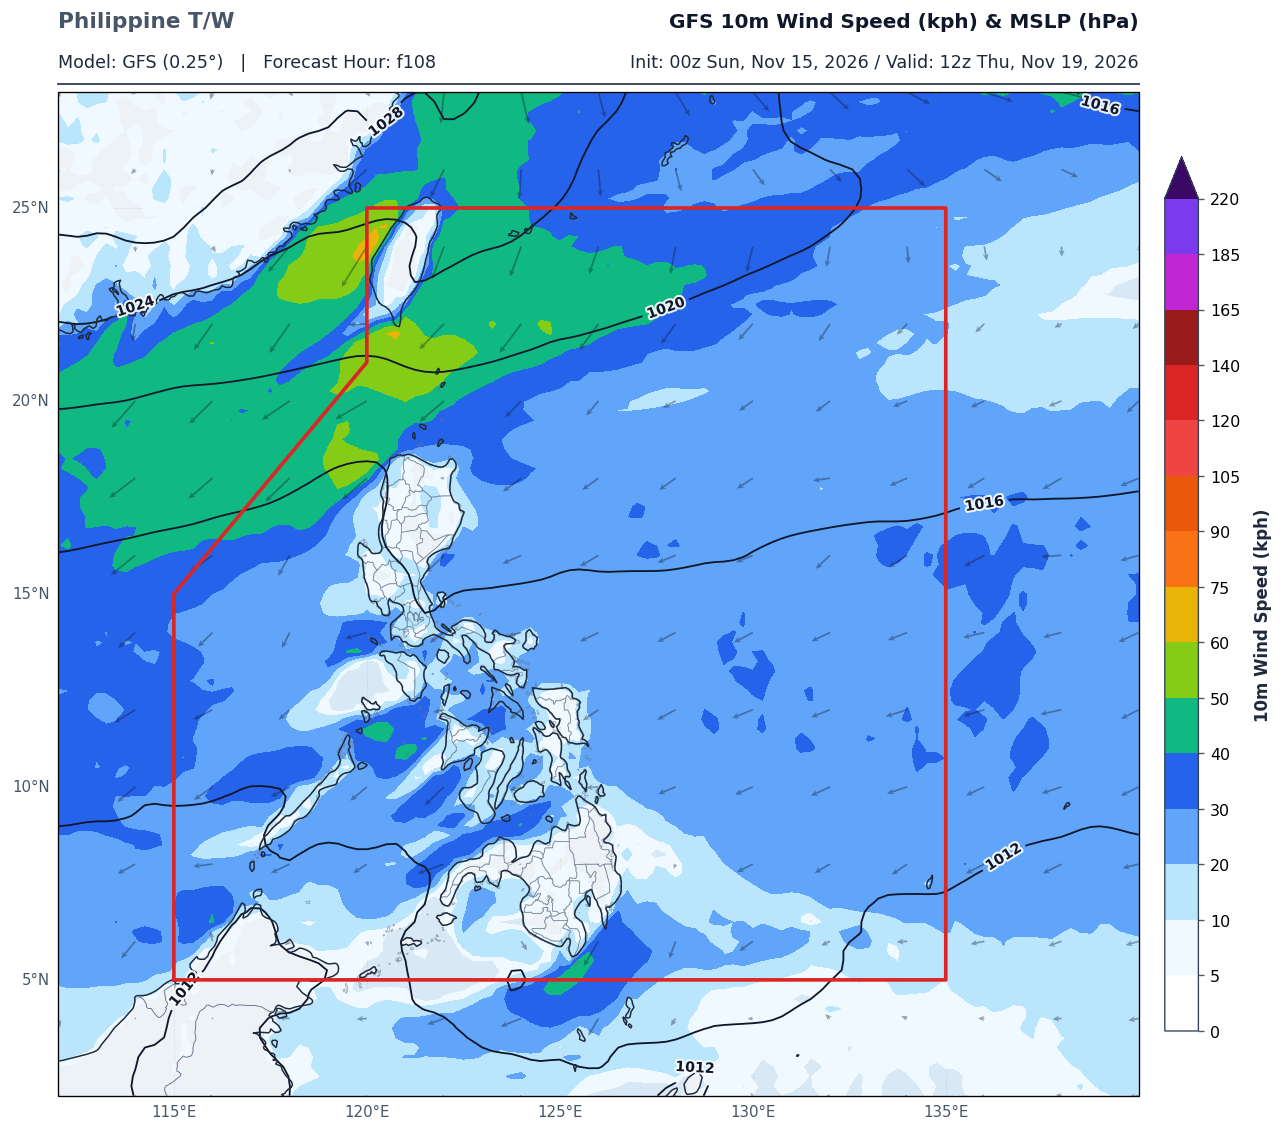 Philippine T/W
GFS 10m Wind Speed (kph) & MSLP (hPa)
Model: GFS (0.25°) | Forecast Hour: f108
Init: 00z Sun, Nov 15, 2026 / Valid: 12z Thu, Nov 19, 2026
1016
1028
25°N
1024
1020
20°N
1016
15°N
10°N
1012
5°N
1012
1012
115°E
120°E
125°E
130°E
135°E
220
185
165
140
120
105
90
75
60
50
40
30
20
10
5
0
10m Wind Speed (kph)